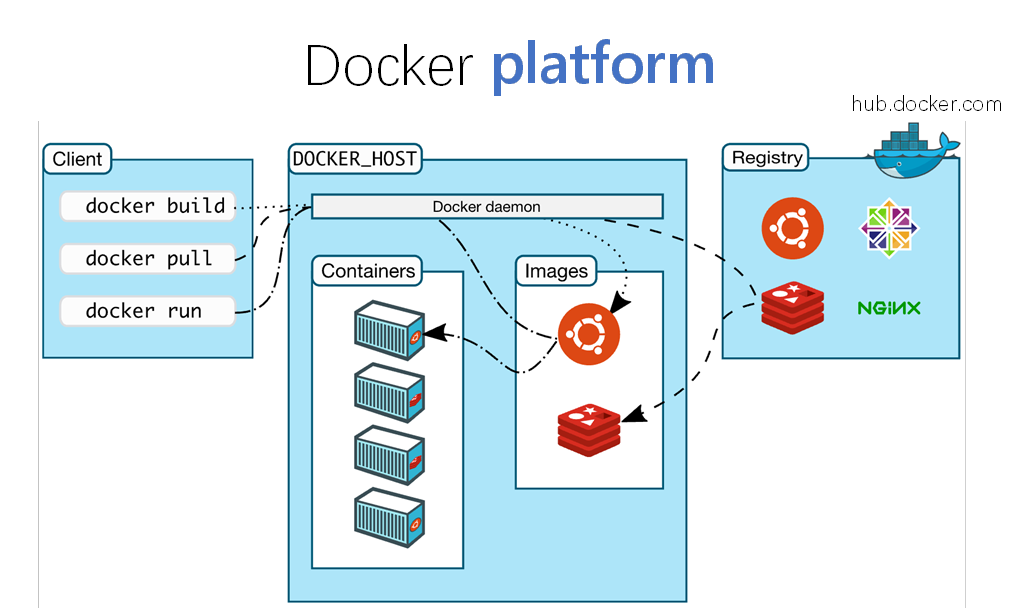 Docker platform
hub.docker.com
Client
DOCKER_HOST
Registry
docker build
Docker daemon
docker pull
Containers
Images
docker run
NGINX